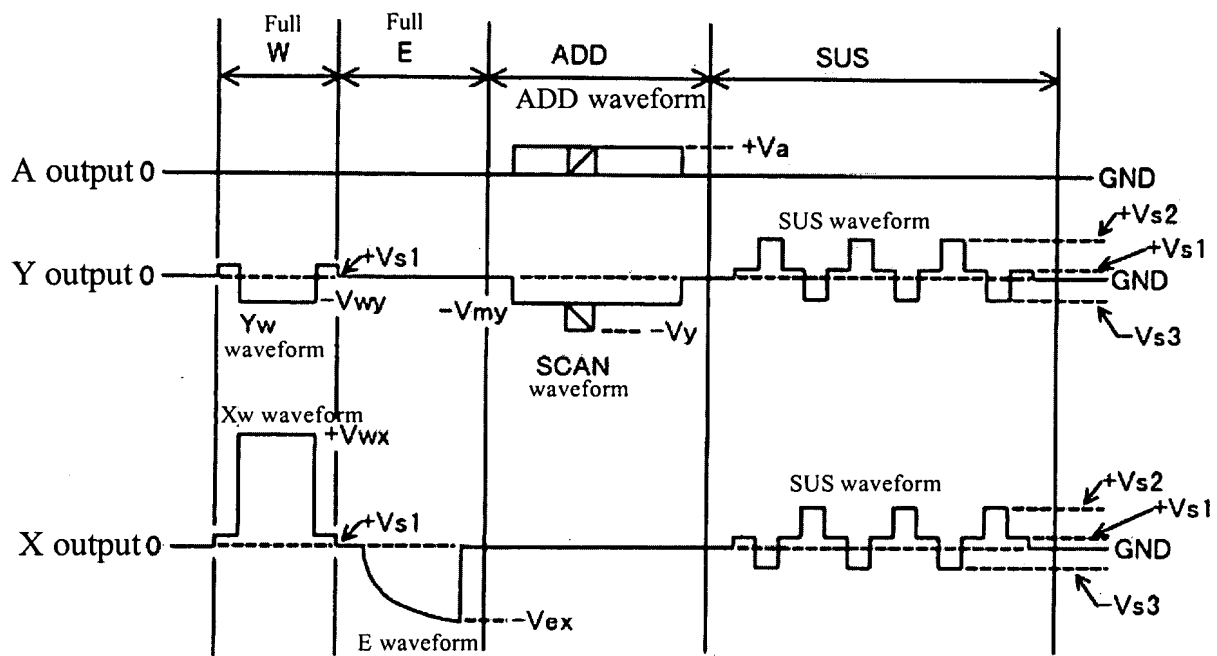 Full Full
W E ADD SUS
ADD waveform
+Va
A output 0 GND
SUS waveform +Vs2
+Vs1 +Vs1
Y output 0 GND
-Vwy -Vmy
Yw -Vy -Vs3
waveform SCAN
waveform
Xw waveform
+Vwx
SUS waveform +Vs2
+Vs1 +Vs1
X output 0 GND
-Vs3
-Vex
E waveform